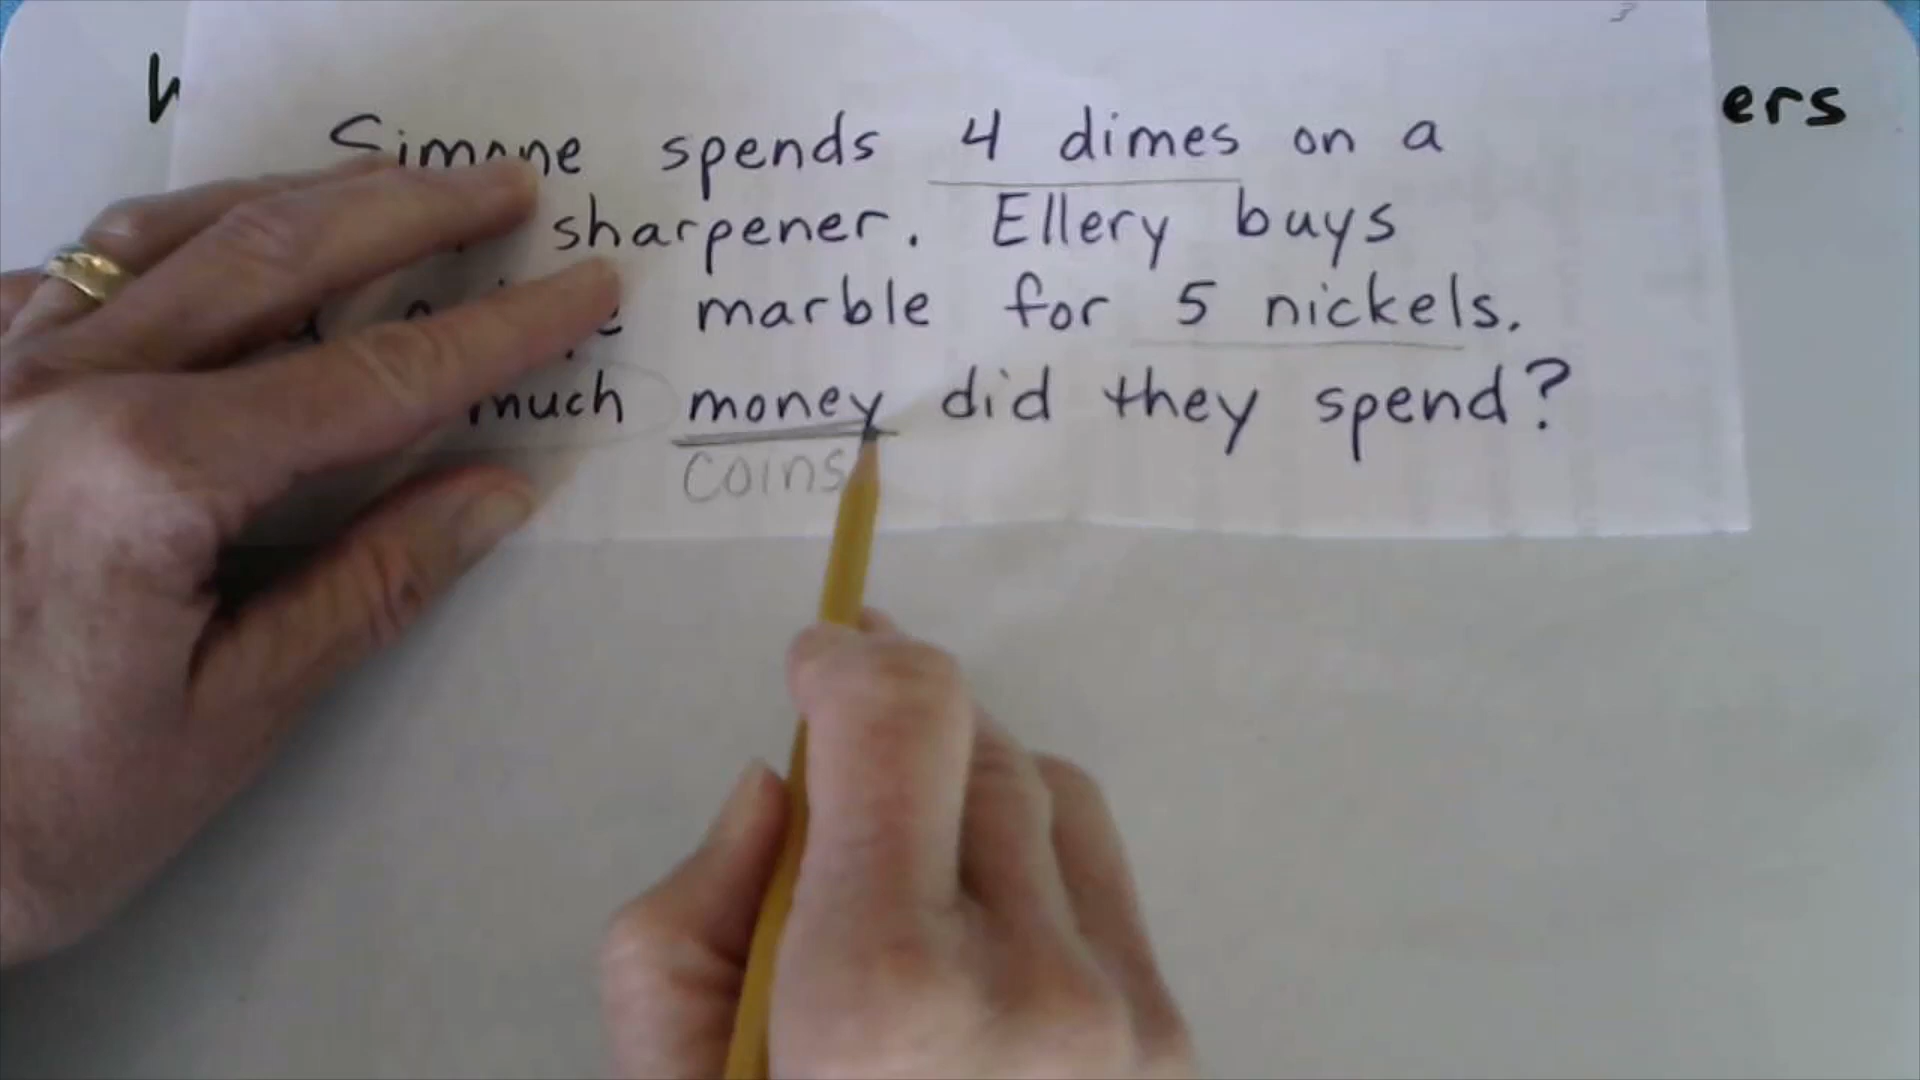 ers
Simone spends 4 dimes on a
sharpener. Ellery buys
marble for 5 nickels.
much money did they spend?
coins